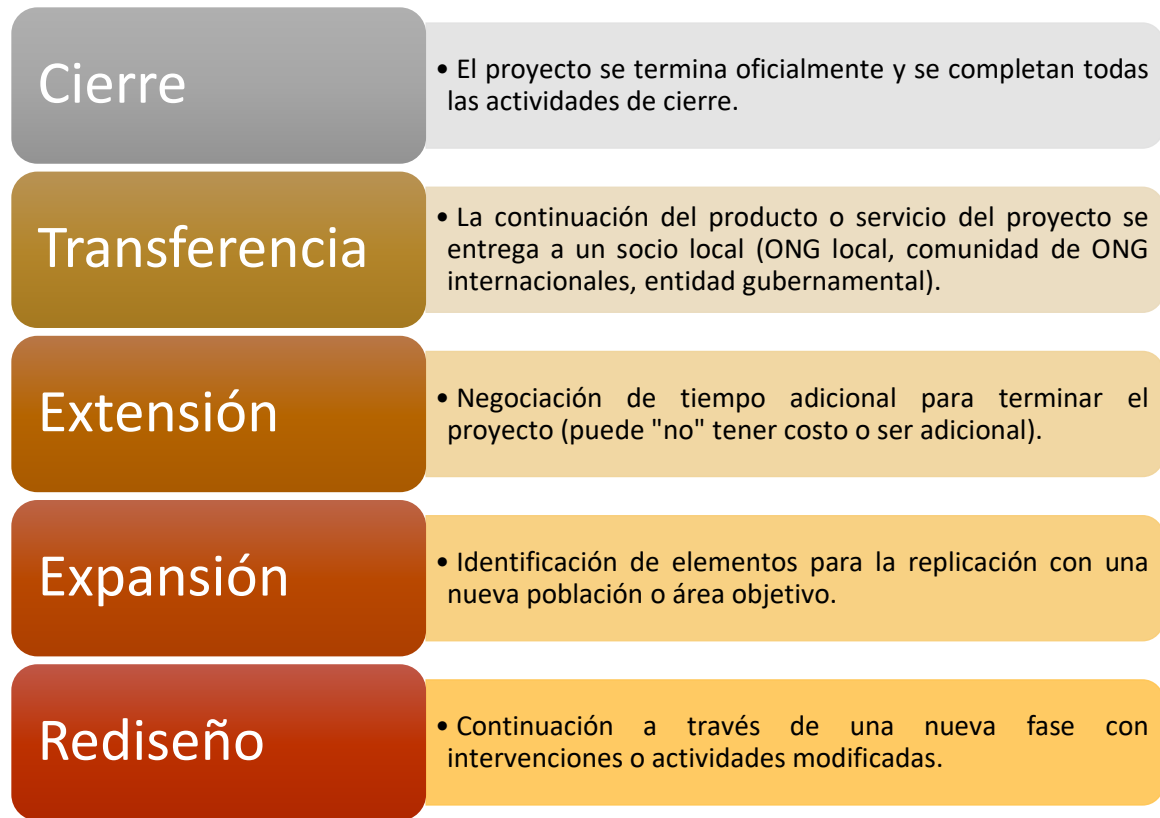 Cierre
• El proyecto se termina oficialmente y se completan todas
las actividades de cierre.
Transferencia
• La continuación del producto o servicio del proyecto se
entrega a un socio local (ONG local, comunidad de ONG
internacionales, entidad gubernamental).
Extensión
• Negociación de tiempo adicional para terminar el
proyecto (puede "no" tener costo o ser adicional).
Expansión
• Identificación de elementos para la replicación con una
nueva población o área objetivo.
Rediseño
• Continuación a través de una nueva fase con
intervenciones o actividades modificadas.